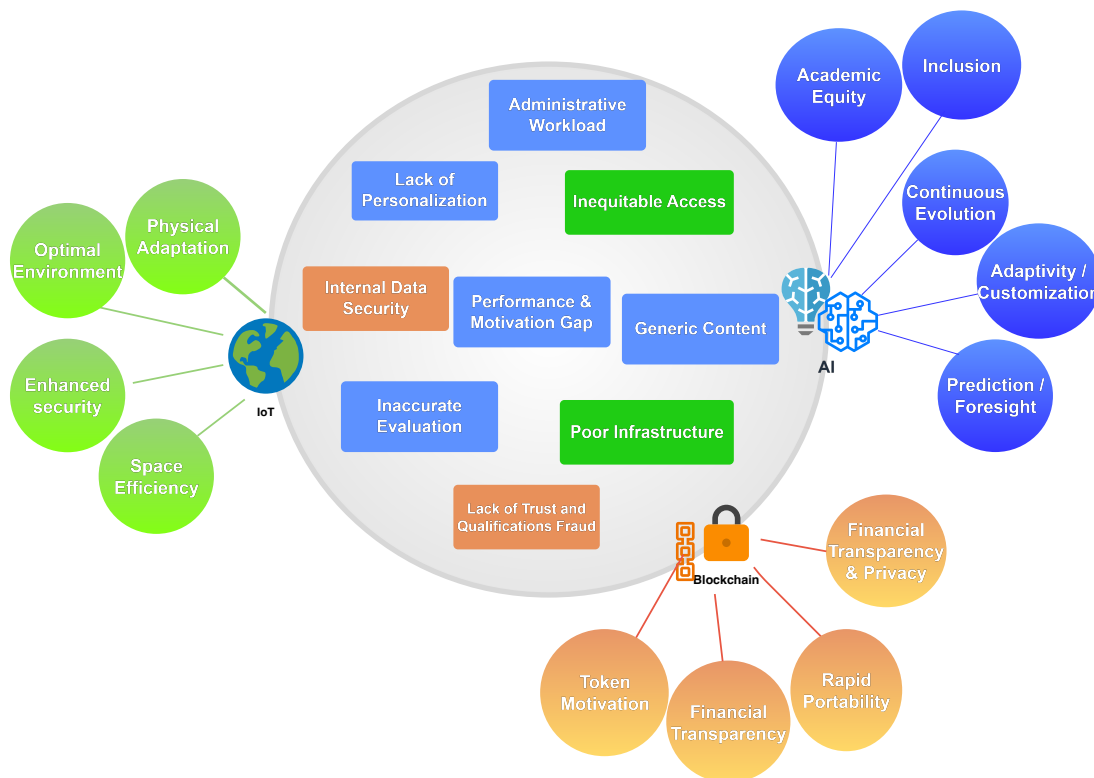 Administrative
Workload
Lack of
Personalization
Inequitable Access
Internal Data
Security
Performance &
Motivation Gap
Generic Content
Inaccurate
Evaluation
Poor Infrastructure
Lack of Trust and
Qualifications Fraud
Physical
Adaptation
Optimal
Environment
Enhanced
security
Space
Efficiency
IoT
Academic
Equity
Inclusion
Continuous
Evolution
Adaptivity /
Customization
Prediction /
Foresight
AI
Financial
Transparency
& Privacy
Rapid
Portability
Financial
Transparency
Token
Motivation
Blockchain